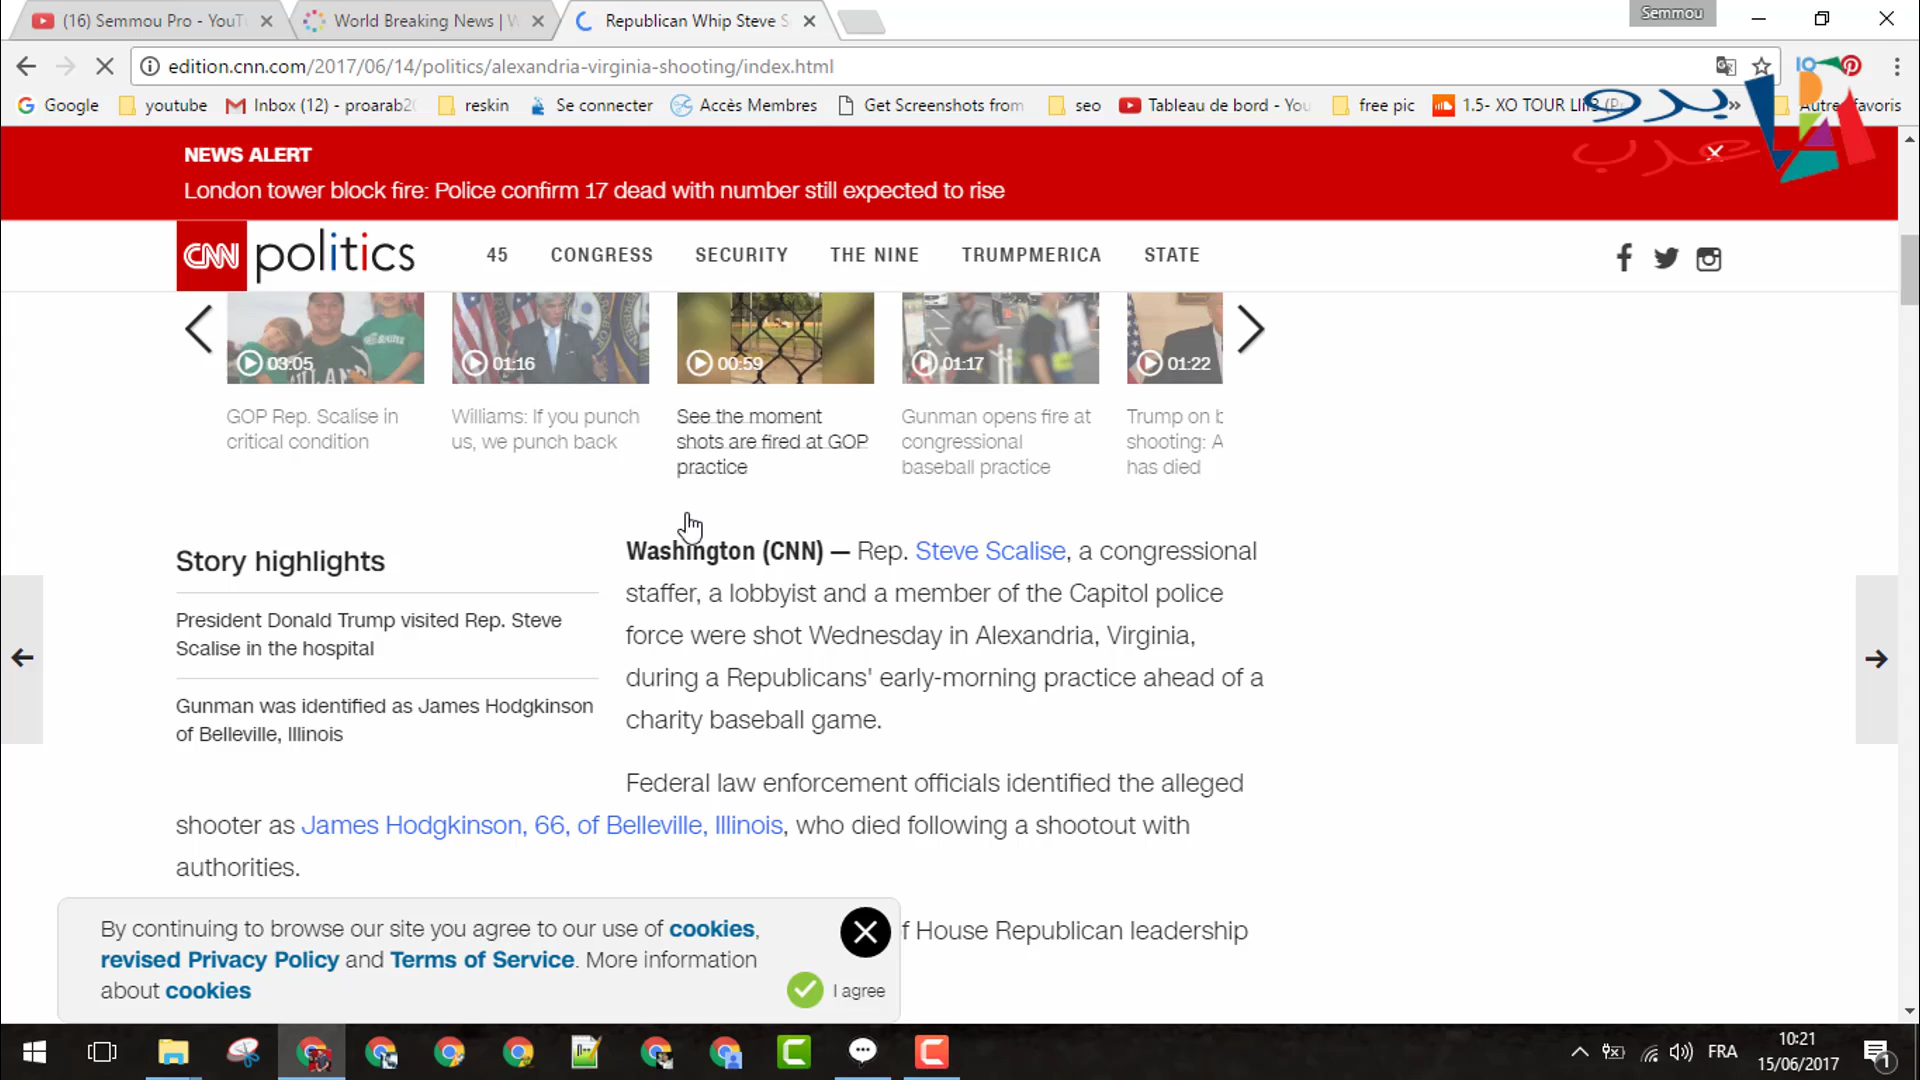 Semmou
(16) Semmou Pro - YouT
World Breaking News | W
Republican Whip Steve S
edition.cnn.com/2017/06/14/politics/alexandria-virginia-shooting/index.html
Google youtube Inbox (12) - proarab20 reskin Se connecter Accès Membres Get Screenshots from seo Tableau de bord - You free pic 1.5- XO TOUR Llif3 (P » Autres favoris
بدو
عرب
NEWS ALERT
London tower block fire: Police confirm 17 dead with number still expected to rise
CNN politics 45 CONGRESS SECURITY THE NINE TRUMPMERICA STATE
03:05 01:16 00:59 01:17 01:22
GOP Rep. Scalise in
critical condition
Williams: If you punch
us, we punch back
See the moment
shots are fired at GOP
practice
Gunman opens fire at
congressional
baseball practice
Trump on b
shooting: A
has died
Story highlights
President Donald Trump visited Rep. Steve
Scalise in the hospital
Gunman was identified as James Hodgkinson
of Belleville, Illinois
Washington (CNN) — Rep. Steve Scalise, a congressional
staffer, a lobbyist and a member of the Capitol police
force were shot Wednesday in Alexandria, Virginia,
during a Republicans' early-morning practice ahead of a
charity baseball game.
Federal law enforcement officials identified the alleged
shooter as James Hodgkinson, 66, of Belleville, Illinois, who died following a shootout with
authorities.
f House Republican leadership
By continuing to browse our site you agree to our use of cookies,
revised Privacy Policy and Terms of Service. More information
about cookies
I agree
FRA
10:21
15/06/2017
1